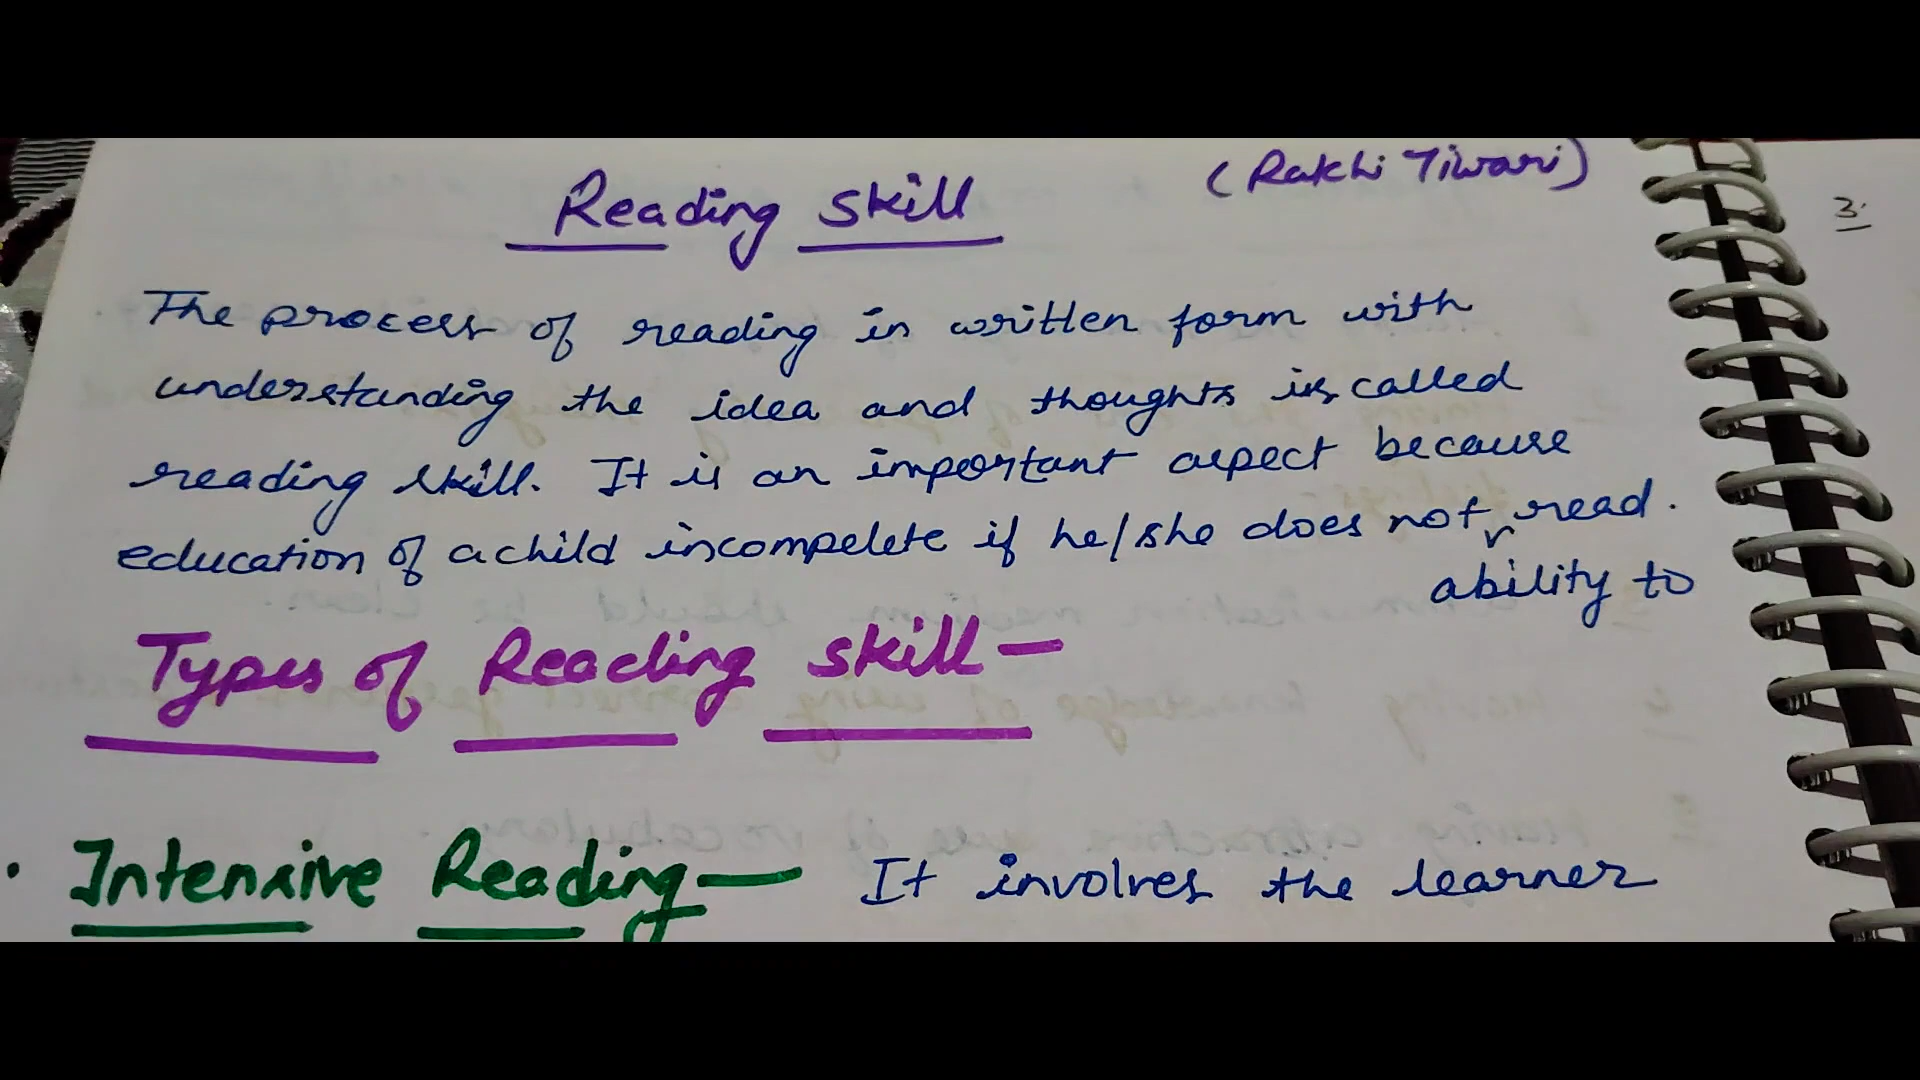 Reading Skill
(Rakhi Tiwari)
3.
The process of reading in written form with
understanding the idea and thoughts is called
reading skill. It is an important aspect because
education of a child incompelete if he/she does not read.
ability to
Types of Reading skill-
• Intensive Reading- It involves the learner